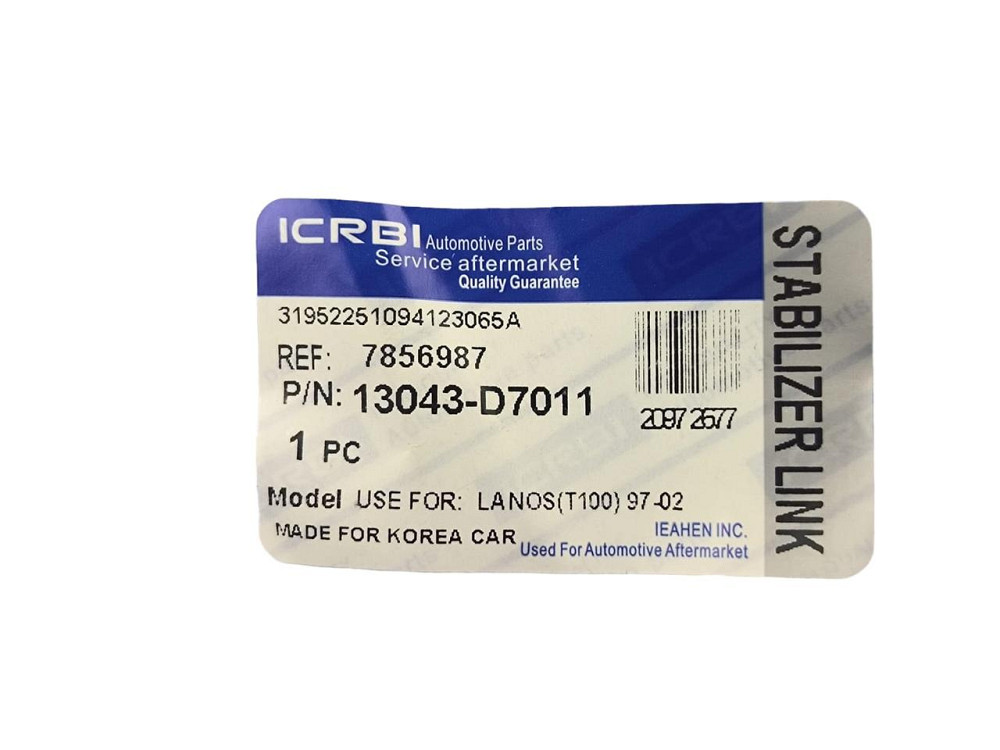 ICRBI Automotive Parts
Service aftermarket
Quality Guarantee
31952251094123065A
REF: 7856987
P/N: 13043-D7011
2097 2577
1 PC
Model USE FOR: LANOS(T100) 97-02
MADE FOR KOREA CAR
IEAHEN INC.
Used For Automotive Aftermarket
STABILIZER LINK